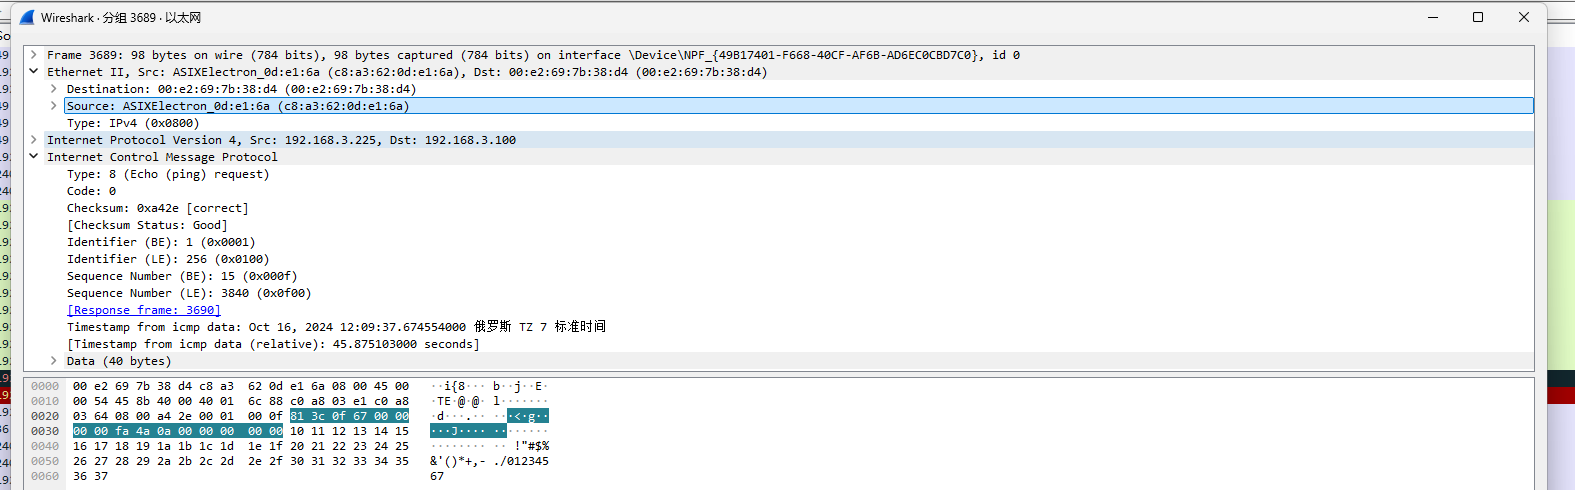 Wireshark · 分组 3689 · 以太网
Frame 3689: 98 bytes on wire (784 bits), 98 bytes captured (784 bits) on interface \Device\NPF_{49B17401-F668-40CF-AF6B-AD6EC0CBD7C0}, id 0
Ethernet II, Src: ASIXElectron_0d:e1:6a (c8:a3:62:0d:e1:6a), Dst: 00:e2:69:7b:38:d4 (00:e2:69:7b:38:d4)
Destination: 00:e2:69:7b:38:d4 (00:e2:69:7b:38:d4)
Source: ASIXElectron_0d:e1:6a (c8:a3:62:0d:e1:6a)
Type: IPv4 (0x0800)
Internet Protocol Version 4, Src: 192.168.3.225, Dst: 192.168.3.100
Internet Control Message Protocol
Type: 8 (Echo (ping) request)
Code: 0
Checksum: 0xa42e [correct]
[Checksum Status: Good]
Identifier (BE): 1 (0x0001)
Identifier (LE): 256 (0x0100)
Sequence Number (BE): 15 (0x000f)
Sequence Number (LE): 3840 (0x0f00)
[Response frame: 3690]
Timestamp from icmp data: Oct 16, 2024 12:09:37.674554000 俄罗斯 TZ 7 标准时间
[Timestamp from icmp data (relative): 45.875103000 seconds]
Data (40 bytes)
0000 00 e2 69 7b 38 d4 c8 a3 62 0d e1 6a 08 00 45 00 ··i{8··· b··j··E·
0010 00 54 45 8b 40 00 40 01 6c 88 c0 a8 03 e1 c0 a8 ·TE·@·@· l·······
0020 03 64 08 00 a4 2e 00 01 00 0f 81 3c 0f 67 00 00 ·d···.·· ···<·g··
0030 00 00 fa 4a 0a 00 00 00 00 00 10 11 12 13 14 15 ···J···· ········
0040 16 17 18 19 1a 1b 1c 1d 1e 1f 20 21 22 23 24 25 ········ ·· !"#$%
0050 26 27 28 29 2a 2b 2c 2d 2e 2f 30 31 32 33 34 35 &'()*+,- ./012345
0060 36 37 67